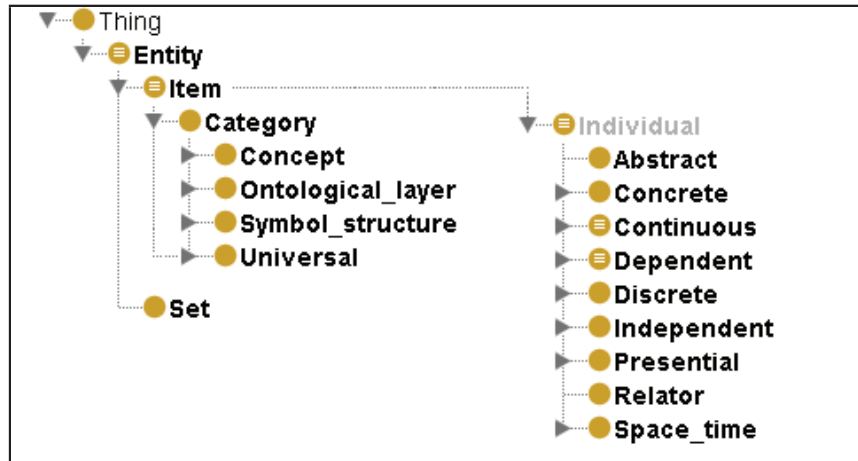 Thing
Entity
Item
Category
Concept
Ontological_layer
Symbol_structure
Universal
Set
Individual
Abstract
Concrete
Continuous
Dependent
Discrete
Independent
Presential
Relator
Space_time